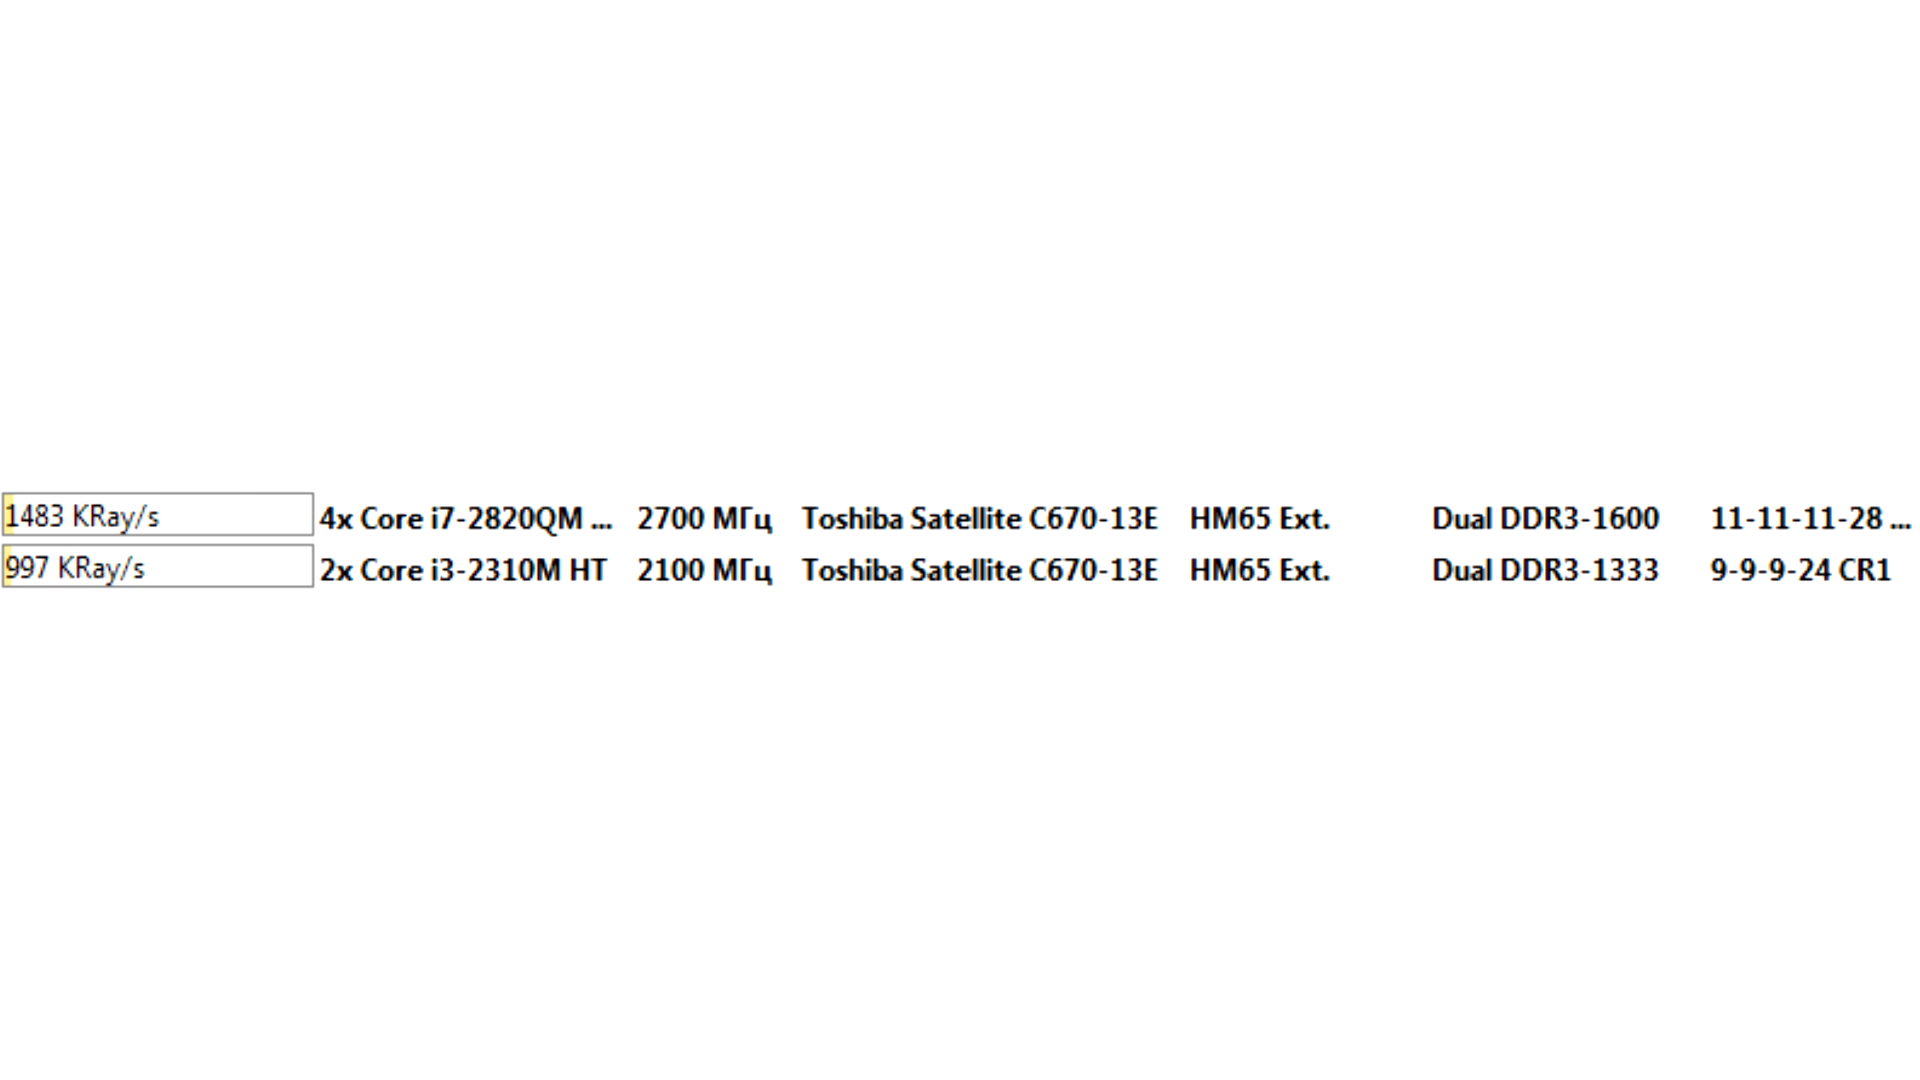 1483 KRay/s 4x Core i7-2820QM ... 2700 МГц Toshiba Satellite C670-13E HM65 Ext. Dual DDR3-1600 11-11-11-28 ...
997 KRay/s 2x Core i3-2310M HT 2100 МГц Toshiba Satellite C670-13E HM65 Ext. Dual DDR3-1333 9-9-9-24 CR1